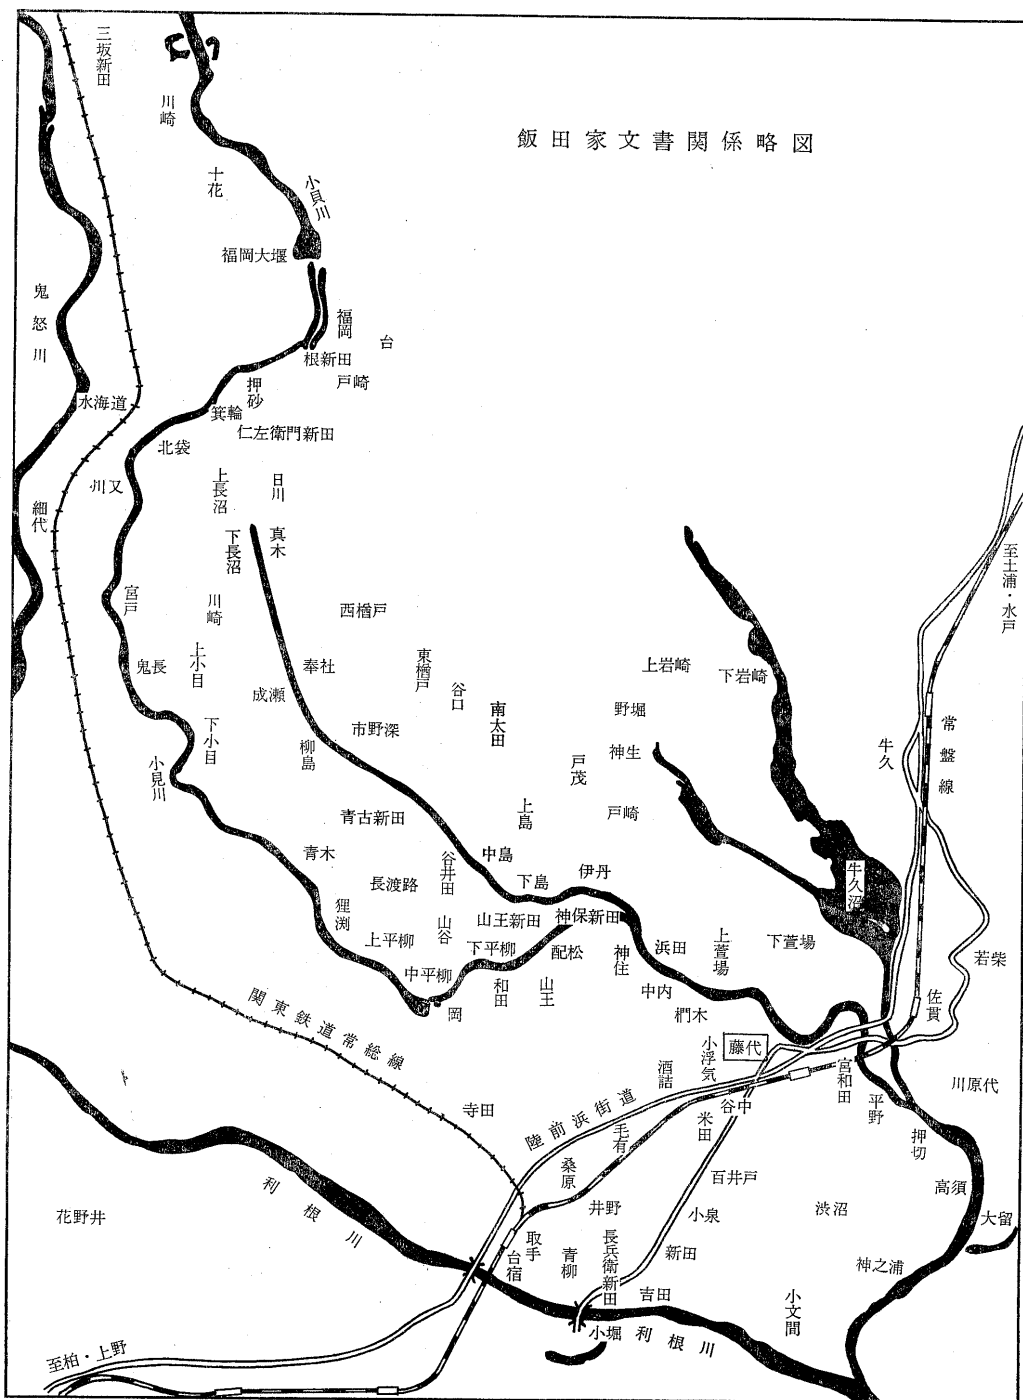 飯田家文書関係略図
三坂新田
川崎
十花
小貝川
福岡大堰
鬼怒川
福岡
台
根新田
戸崎
押砂
水海道
箕輪
仁左衛門新田
北袋
川又
上長沼
日川
細代
下長沼
真木
至土浦・水戸
宮戸
川崎
西楢戸
鬼長
上小目
奉社
東楢戸
谷口
上岩崎
下岩崎
成瀬
南太田
野堀
下小目
柳島
市野深
戸茂
神生
牛久
常盤線
小見川
青古新田
上島
戸崎
青木
谷井田
中島
長渡路
下島
伊丹
牛久沼
狸渕
山谷
山王新田
神保新田
上平柳
下平柳
配松
神住
浜田
上萱場
下萱場
若柴
中平柳
和田
山王
中内
佐貫
岡
椚木
関東鉄道常総線
小浮気
藤代
酒詰
宮和田
川原代
寺田
陸前浜街道
谷中
平野
毛有
米田
押切
桑原
百井戸
高須
花野井
利根川
井野
小泉
渋沼
大留
取手
台宿
青柳
長兵衛新田
新田
神之浦
吉田
小文間
小堀
利根川
至柏・上野